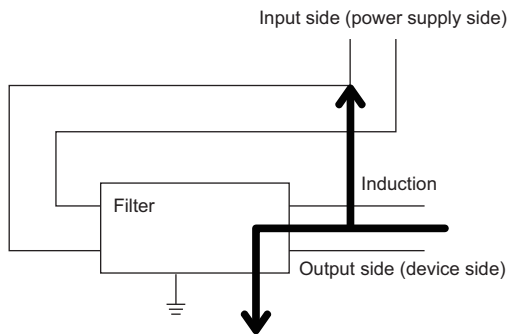 Input side (power supply side)
Induction
Filter
Output side (device side)